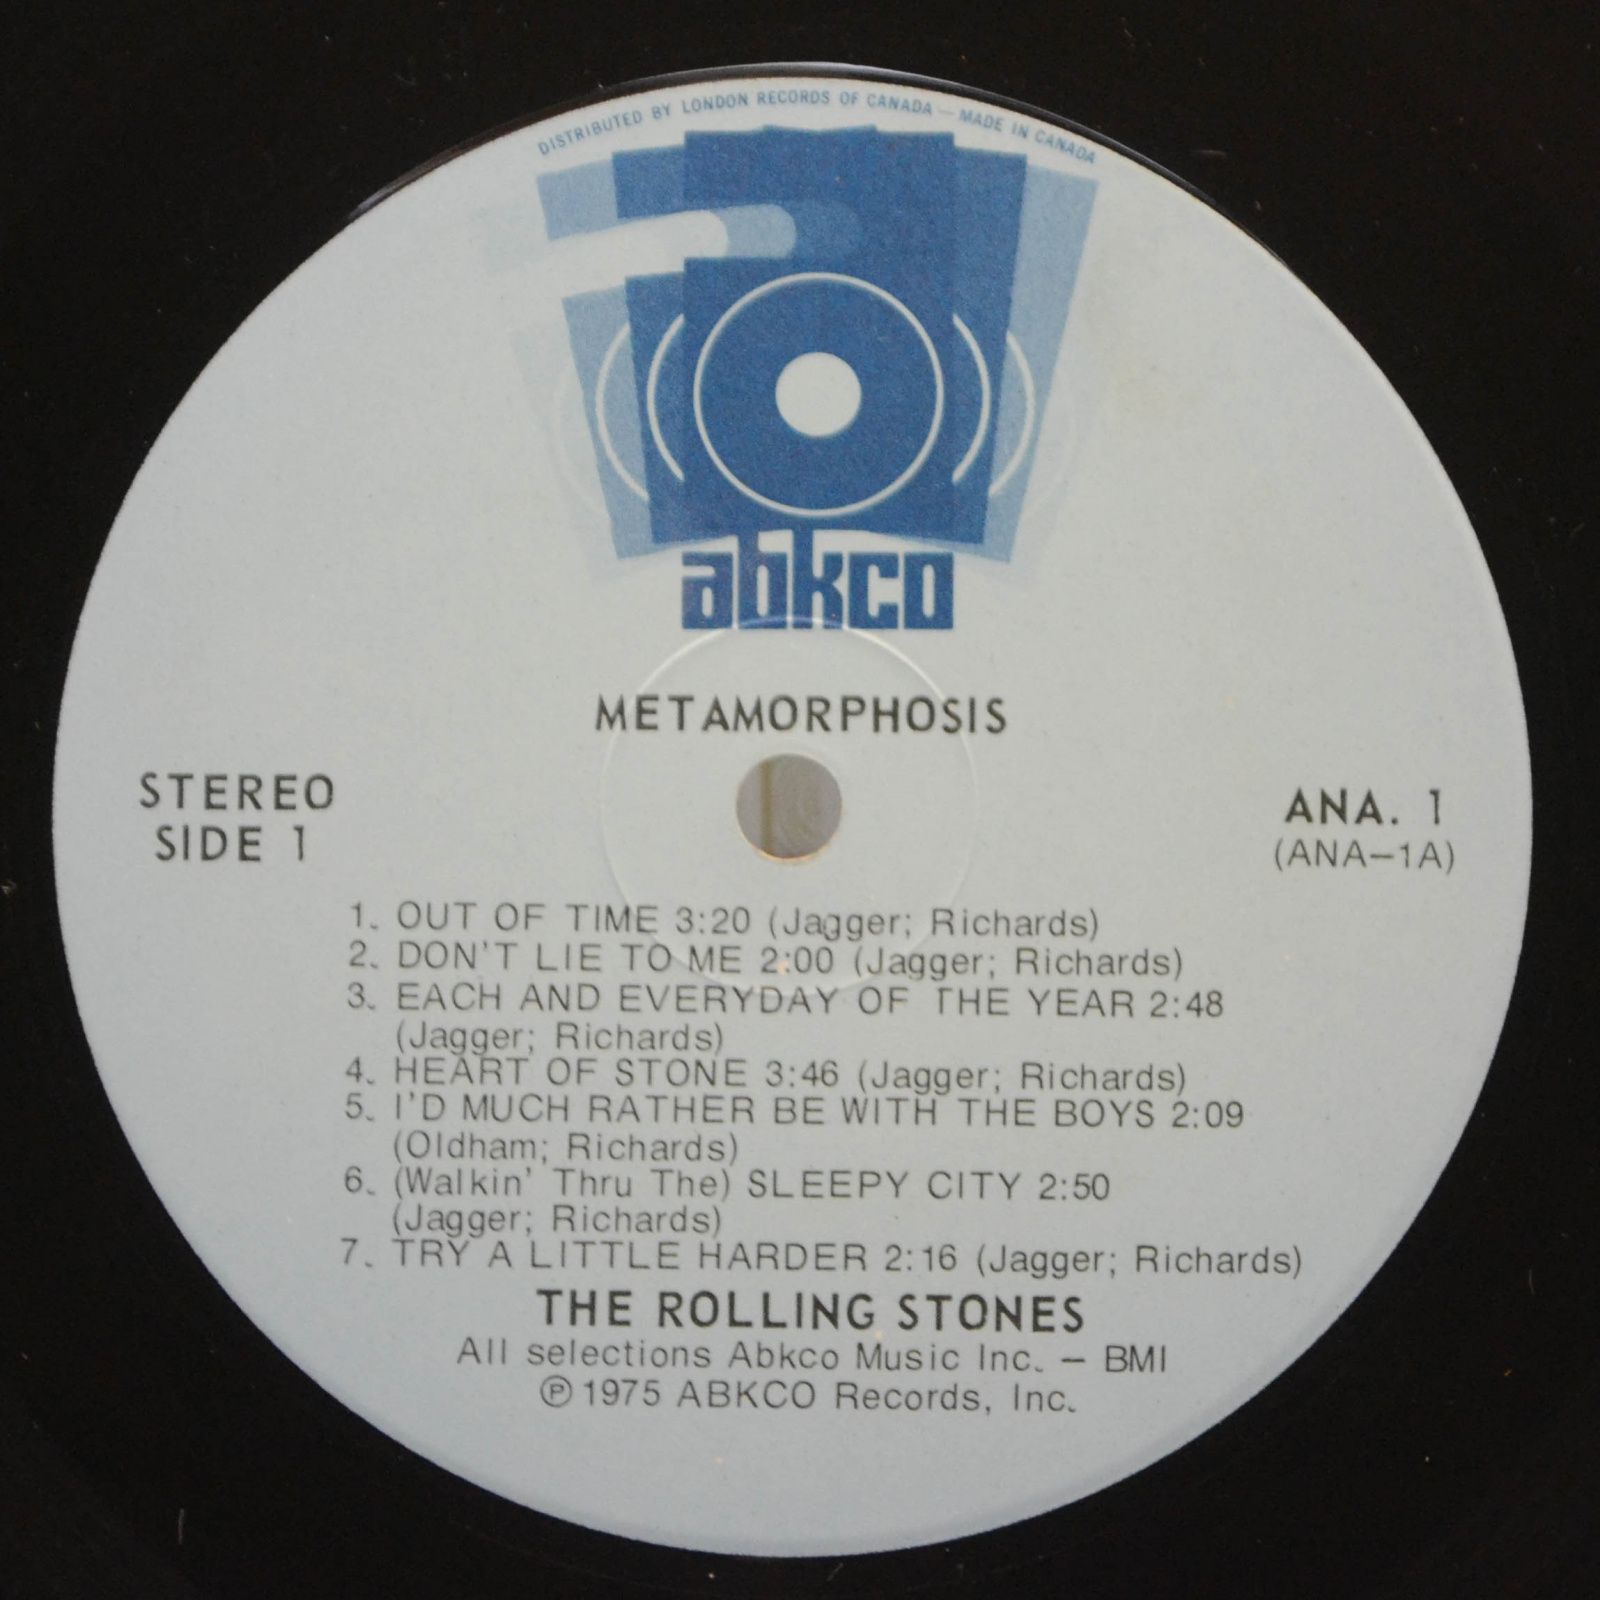 DISTRIBUTED BY LONDON RECORDS OF CANADA — MADE IN CANADA
abkco
METAMORPHOSIS
STEREO
SIDE 1
ANA. 1
(ANA–1A)
1. OUT OF TIME 3:20 (Jagger; Richards)
2. DON'T LIE TO ME 2:00 (Jagger; Richards)
3. EACH AND EVERYDAY OF THE YEAR 2:48
(Jagger; Richards)
4. HEART OF STONE 3:46 (Jagger; Richards)
5. I'D MUCH RATHER BE WITH THE BOYS 2:09
(Oldham; Richards)
6. (Walkin' Thru The) SLEEPY CITY 2:50
(Jagger; Richards)
7. TRY A LITTLE HARDER 2:16 (Jagger; Richards)
THE ROLLING STONES
All selections Abkco Music Inc. – BMI
℗ 1975 ABKCO Records, Inc.